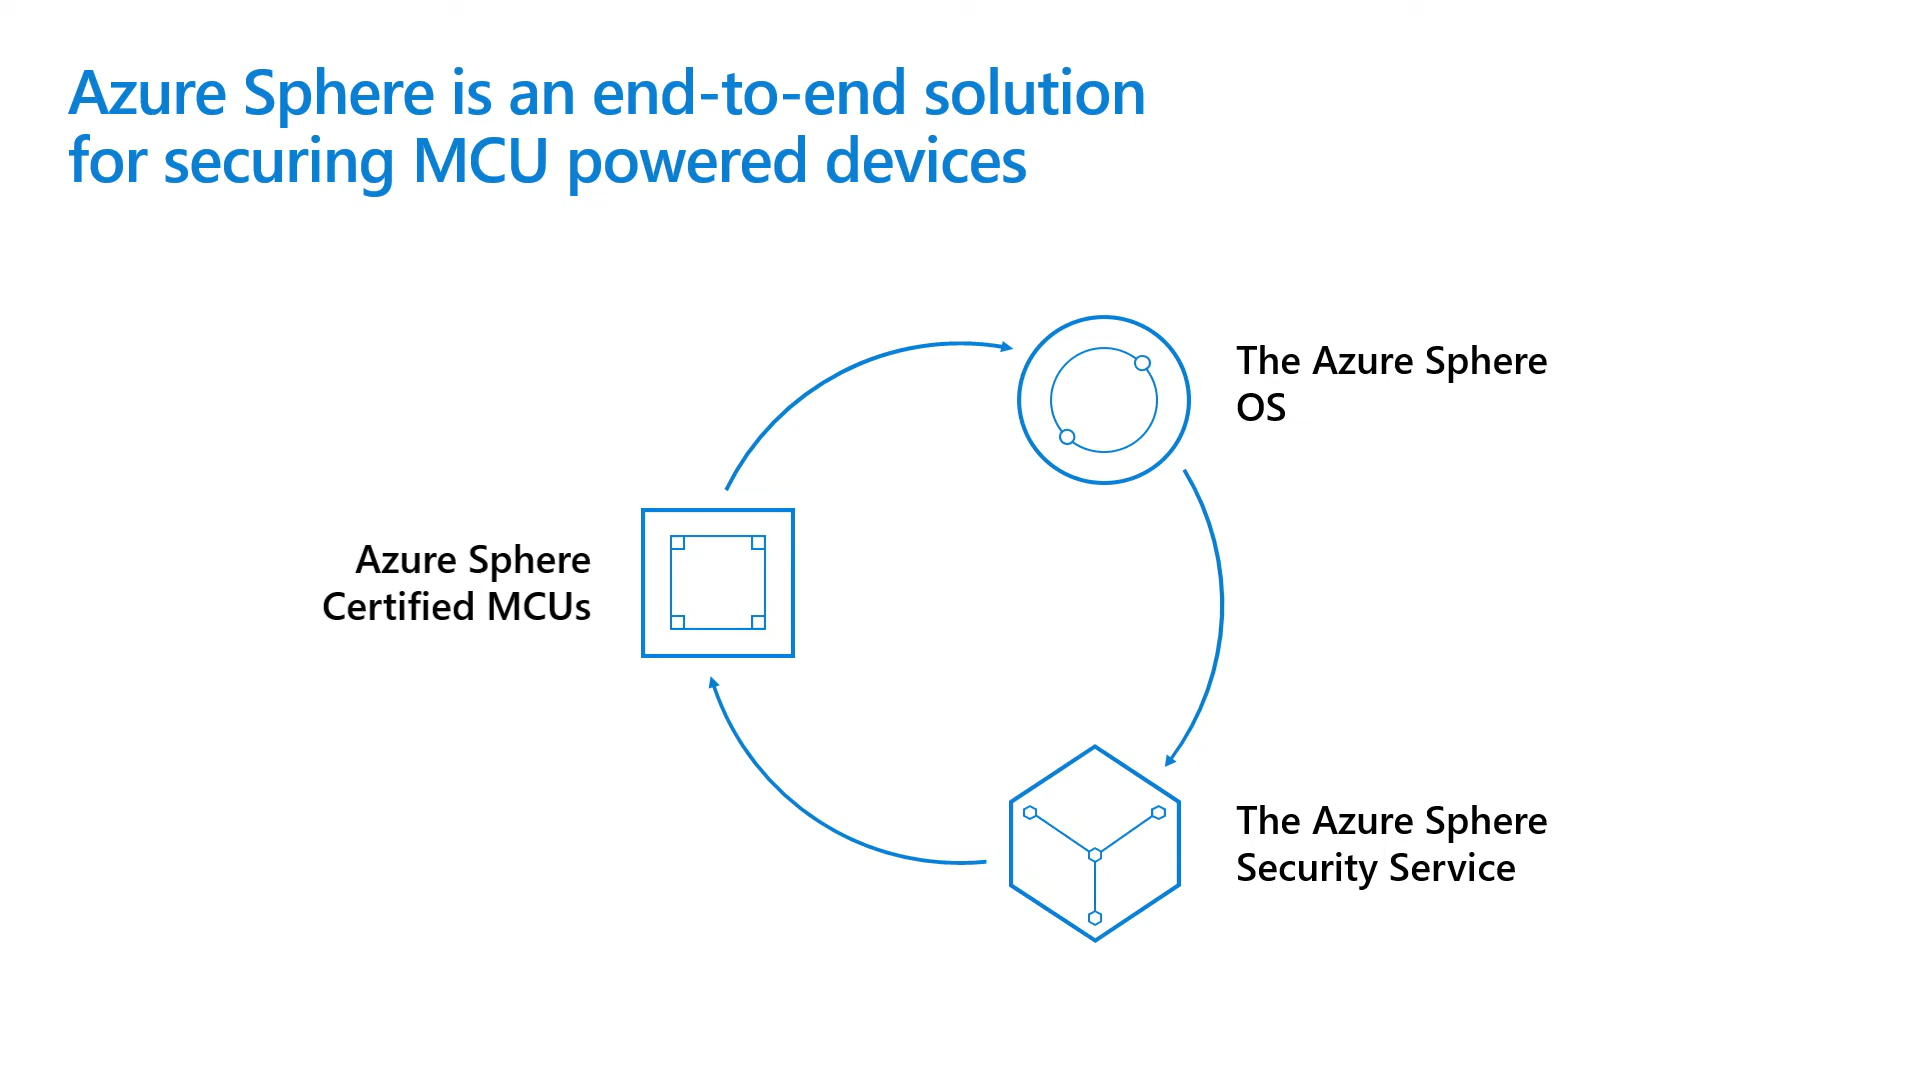 Azure Sphere is an end-to-end solution
for securing MCU powered devices
The Azure Sphere
OS
Azure Sphere
Certified MCUs
The Azure Sphere
Security Service